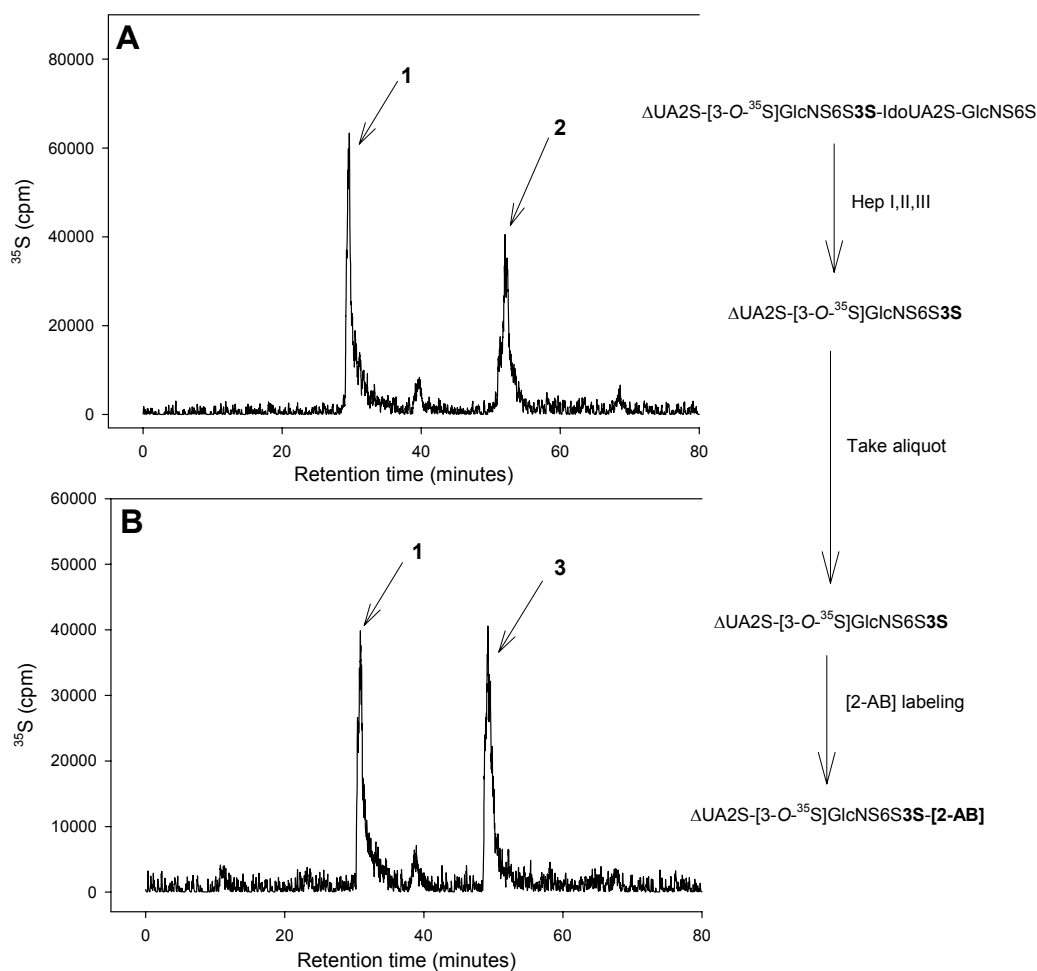 A
1
2
80000
60000
40000
20000
0
³⁵S (cpm)
0 20 40 60 80
Retention time (minutes)
B
1
3
60000
50000
40000
30000
20000
10000
0
³⁵S (cpm)
0 20 40 60 80
Retention time (minutes)
ΔUA2S-[3-O-³⁵S]GlcNS6S3S-IdoUA2S-GlcNS6S
Hep I,II,III
ΔUA2S-[3-O-³⁵S]GlcNS6S3S
Take aliquot
ΔUA2S-[3-O-³⁵S]GlcNS6S3S
[2-AB] labeling
ΔUA2S-[3-O-³⁵S]GlcNS6S3S-[2-AB]